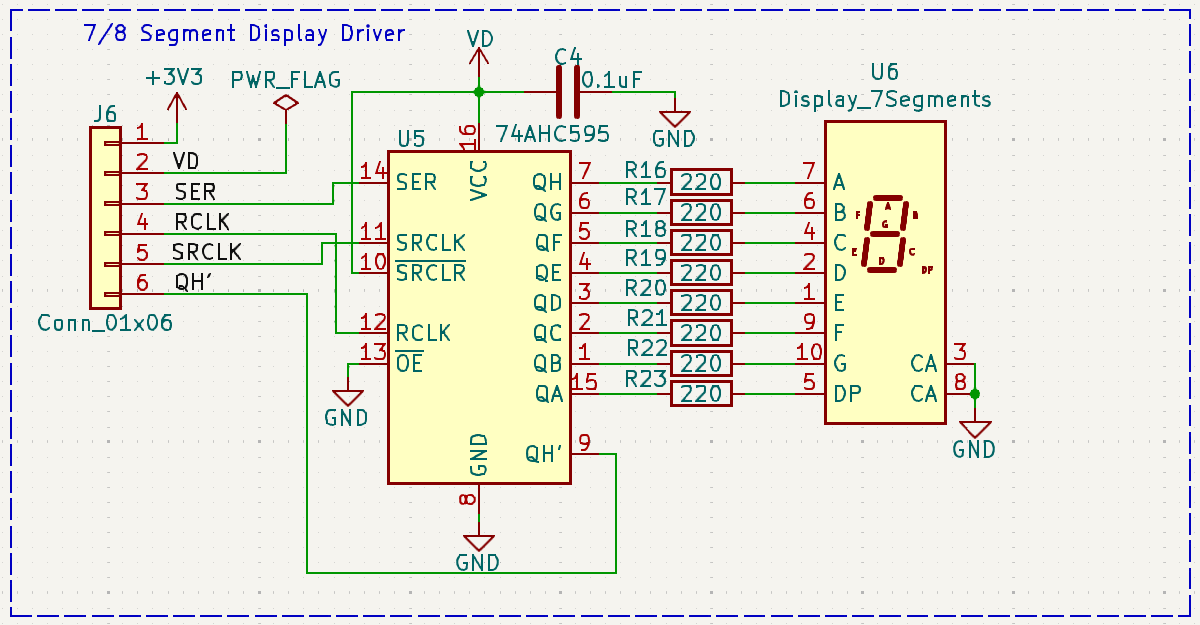 7/8 Segment Display Driver
+3V3
PWR_FLAG
J6
1
2 VD
3 SER
4 RCLK
5 SRCLK
6 QH'
Conn_01x06
VD
C4
0.1uF
GND
U5
74AHC595
16
VCC
14 SER
11 SRCLK
10 SRCLR
12 RCLK
13 OE
GND
QH 7 R16 220 7 A
QG 6 R17 220 6 B
QF 5 R18 220 4 C
QE 4 R19 220 2 D
QD 3 R20 220 1 E
QC 2 R21 220 9 F
QB 1 R22 220 10 G
QA 15 R23 220 5 DP
QH' 9
GND
8
GND
U6
Display_7Segments
A
F B
G
E C
D
DP
CA 3
CA 8
GND